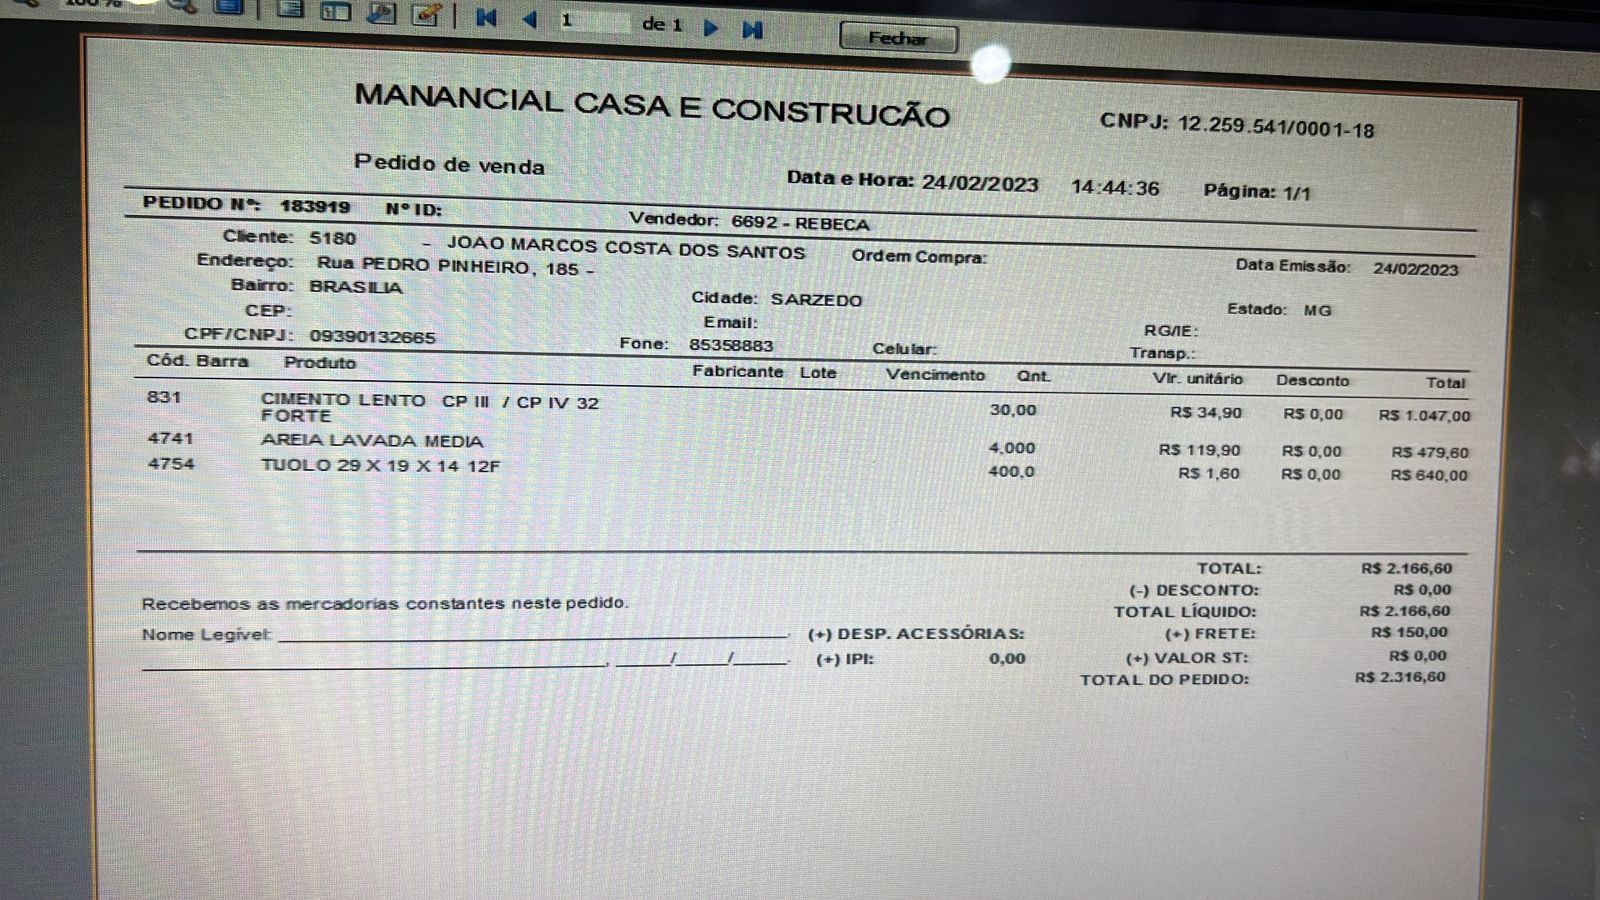 1 de 1 Fechar
MANANCIAL CASA E CONSTRUCÃO CNPJ: 12.259.541/0001-18
Pedido de venda Data e Hora: 24/02/2023 14:44:36 Página: 1/1
PEDIDO Nº: 183919 Nº ID: Vendedor: 6692 - REBECA
Cliente: 5180 - JOAO MARCOS COSTA DOS SANTOS Ordem Compra: Data Emissão: 24/02/2023
Endereço: Rua PEDRO PINHEIRO, 185 -
Bairro: BRASILIA Cidade: SARZEDO Estado: MG
CEP: Email: RG/IE:
CPF/CNPJ: 09390132665 Fone: 85358883 Celular: Transp.:
Cód. Barra Produto Fabricante Lote Vencimento Qnt. Vlr. unitário Desconto Total
831 CIMENTO LENTO CP III / CP IV 32 30,00 R$ 34,90 R$ 0,00 R$ 1.047,00
FORTE
4741 AREIA LAVADA MEDIA 4,000 R$ 119,90 R$ 0,00 R$ 479,60
4754 TIJOLO 29 X 19 X 14 12F 400,0 R$ 1,60 R$ 0,00 R$ 640,00
TOTAL: R$ 2.166,60
(-) DESCONTO: R$ 0,00
Recebemos as mercadorias constantes neste pedido. TOTAL LÍQUIDO: R$ 2.166,60
Nome Legível: (+) DESP. ACESSÓRIAS: (+) FRETE: R$ 150,00
, / / . (+) IPI: 0,00 (+) VALOR ST: R$ 0,00
TOTAL DO PEDIDO: R$ 2.316,60